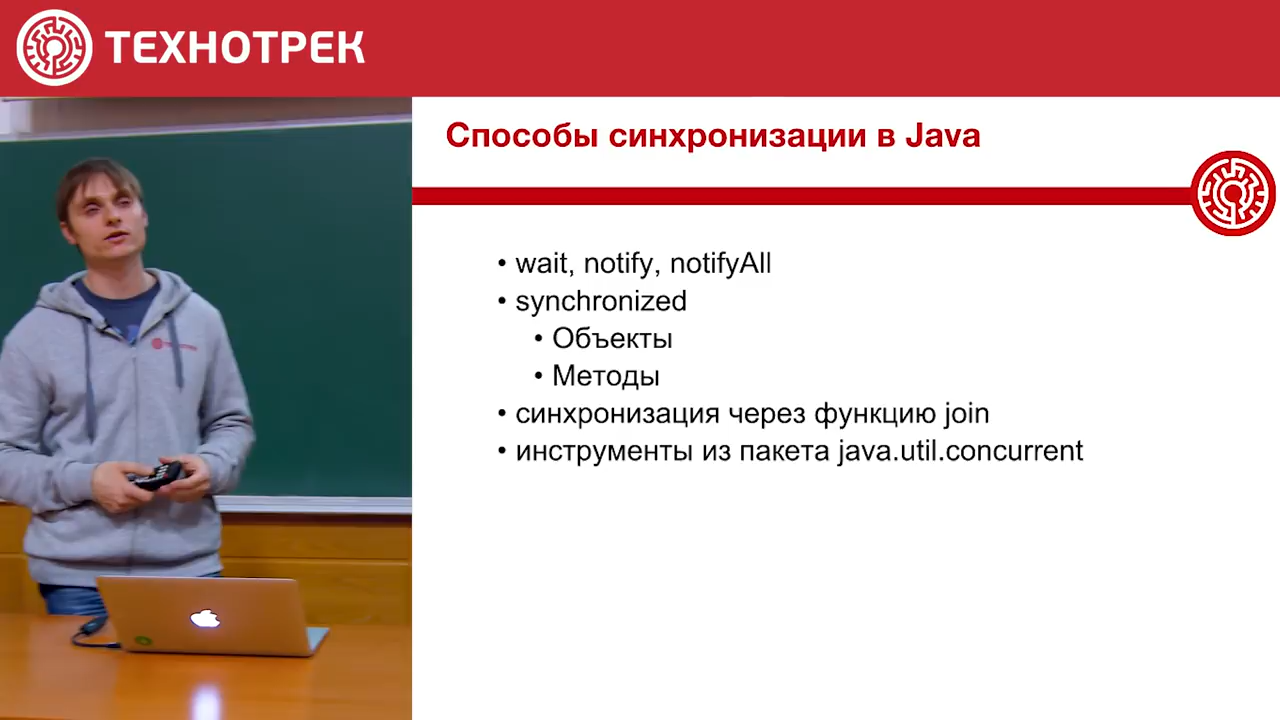 ТЕХНОТРЕК
Способы синхронизации в Java
• wait, notify, notifyAll
• synchronized
• Объекты
• Методы
• синхронизация через функцию join
• инструменты из пакета java.util.concurrent